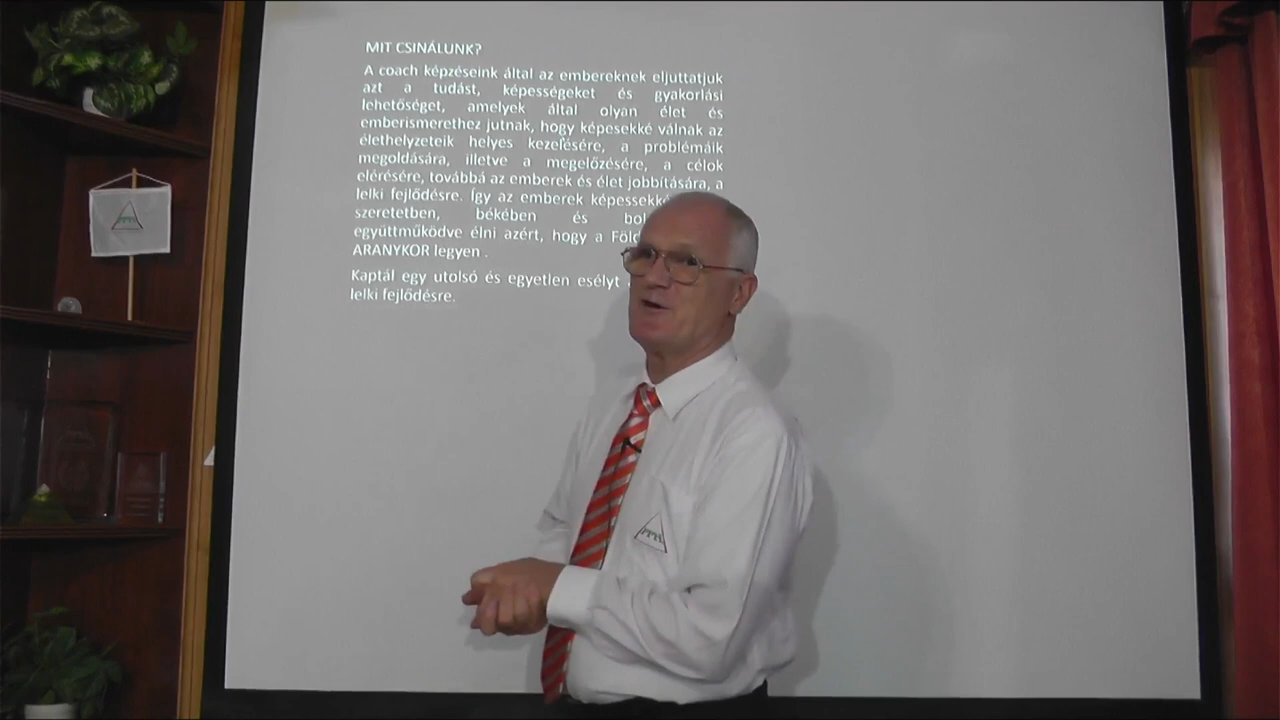 MIT CSINÁLUNK?
A coach képzéseink által az embereknek eljuttatjuk
azt a tudást, képességeket és gyakorlási
lehetőséget, amelyek által olyan élet és
emberismerethez jutnak, hogy képesekké válnak az
élethelyzeteik helyes kezelésére, a problémáik
megoldására, illetve a megelőzésére, a célok
elérésére, továbbá az emberek és élet jobbítására, a
lelki fejlődésre. Így az emberek képessekké
szeretetben, békében és
együttműködve élni azért, hogy a Föld
ARANYKOR legyen .
Kaptál egy utolsó és egyetlen esélyt
lelki fejlődésre.